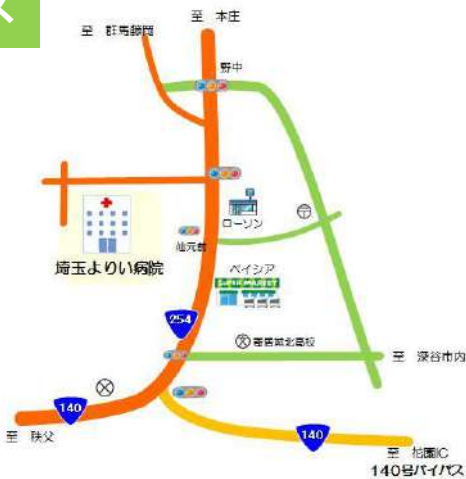 至 本庄
至 群馬藤岡
野中
ローソン
仙元前
埼玉よりい病院
ベイシア
SUPER MARKET
254
寄居城北高校
至 深谷市内
140
140
至 秩父
至 花園IC
140号バイパス